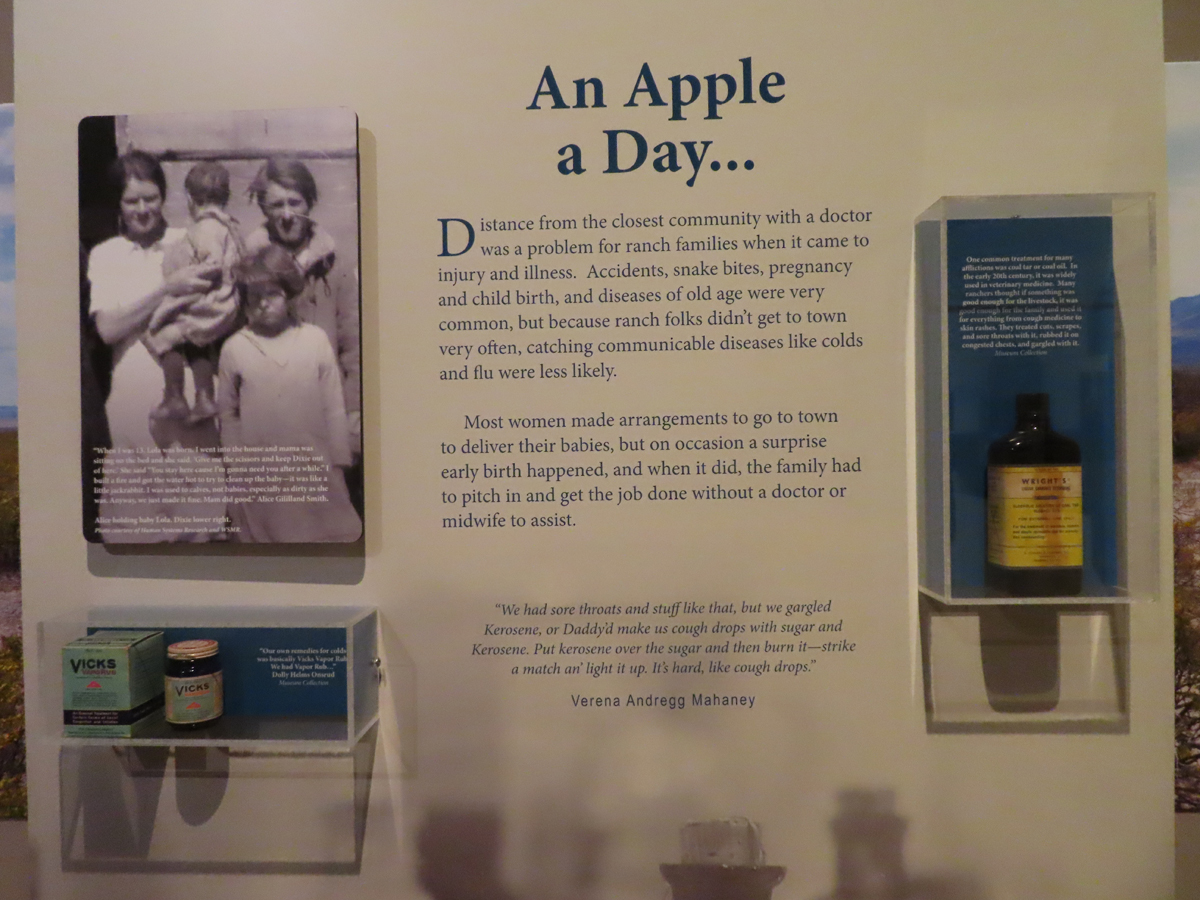 An Apple
a Day...
Distance from the closest community with a doctor
was a problem for ranch families when it came to
injury and illness. Accidents, snake bites, pregnancy
and child birth, and diseases of old age were very
common, but because ranch folks didn't get to town
very often, catching communicable diseases like colds
and flu were less likely.
Most women made arrangements to go to town
to deliver their babies, but on occasion a surprise
early birth happened, and when it did, the family had
to pitch in and get the job done without a doctor or
midwife to assist.
"We had sore throats and stuff like that, but we gargled
Kerosene, or Daddy'd make us cough drops with sugar and
Kerosene. Put kerosene over the sugar and then burn it—strike
a match an' light it up. It's hard, like cough drops."
Verena Andregg Mahaney
"When I was 13, Lola was born. I went into the house and mama was
sitting on the bed and she said, "Give me the scissors and keep Dixie out
of here." She said "You stay here cause I'm gonna need you after a while." I
built a fire and got the water hot to try to clean up the baby—it was like a
little jackrabbit. I was used to calves, not babies, especially as dirty as she
was. Anyway, we just made it fine. Mam did good." Alice Gililland Smith.
Alice holding baby Lola, Dixie lower right.
Photo courtesy of Human Systems Research and WSMR.
VICKS
VICKS
"Our own remedies for colds
was basically Vicks Vapor Rub
We had Vapor Rub..."
Dolly Helms Onsrud
Museum Collection
One common treatment for many
afflictions was coal tar or cool oil. In
the early 20th century, it was widely
used in veterinary medicine. Many
ranchers thought if something was
good enough for the livestock, it was
good enough for the family and used it
for everything from cough medicine to
skin rashes. They treated cuts, scrapes,
and sore throats with it, rubbed it on
congested chests, and gargled with it.
Museum Collection
WRIGHT'S